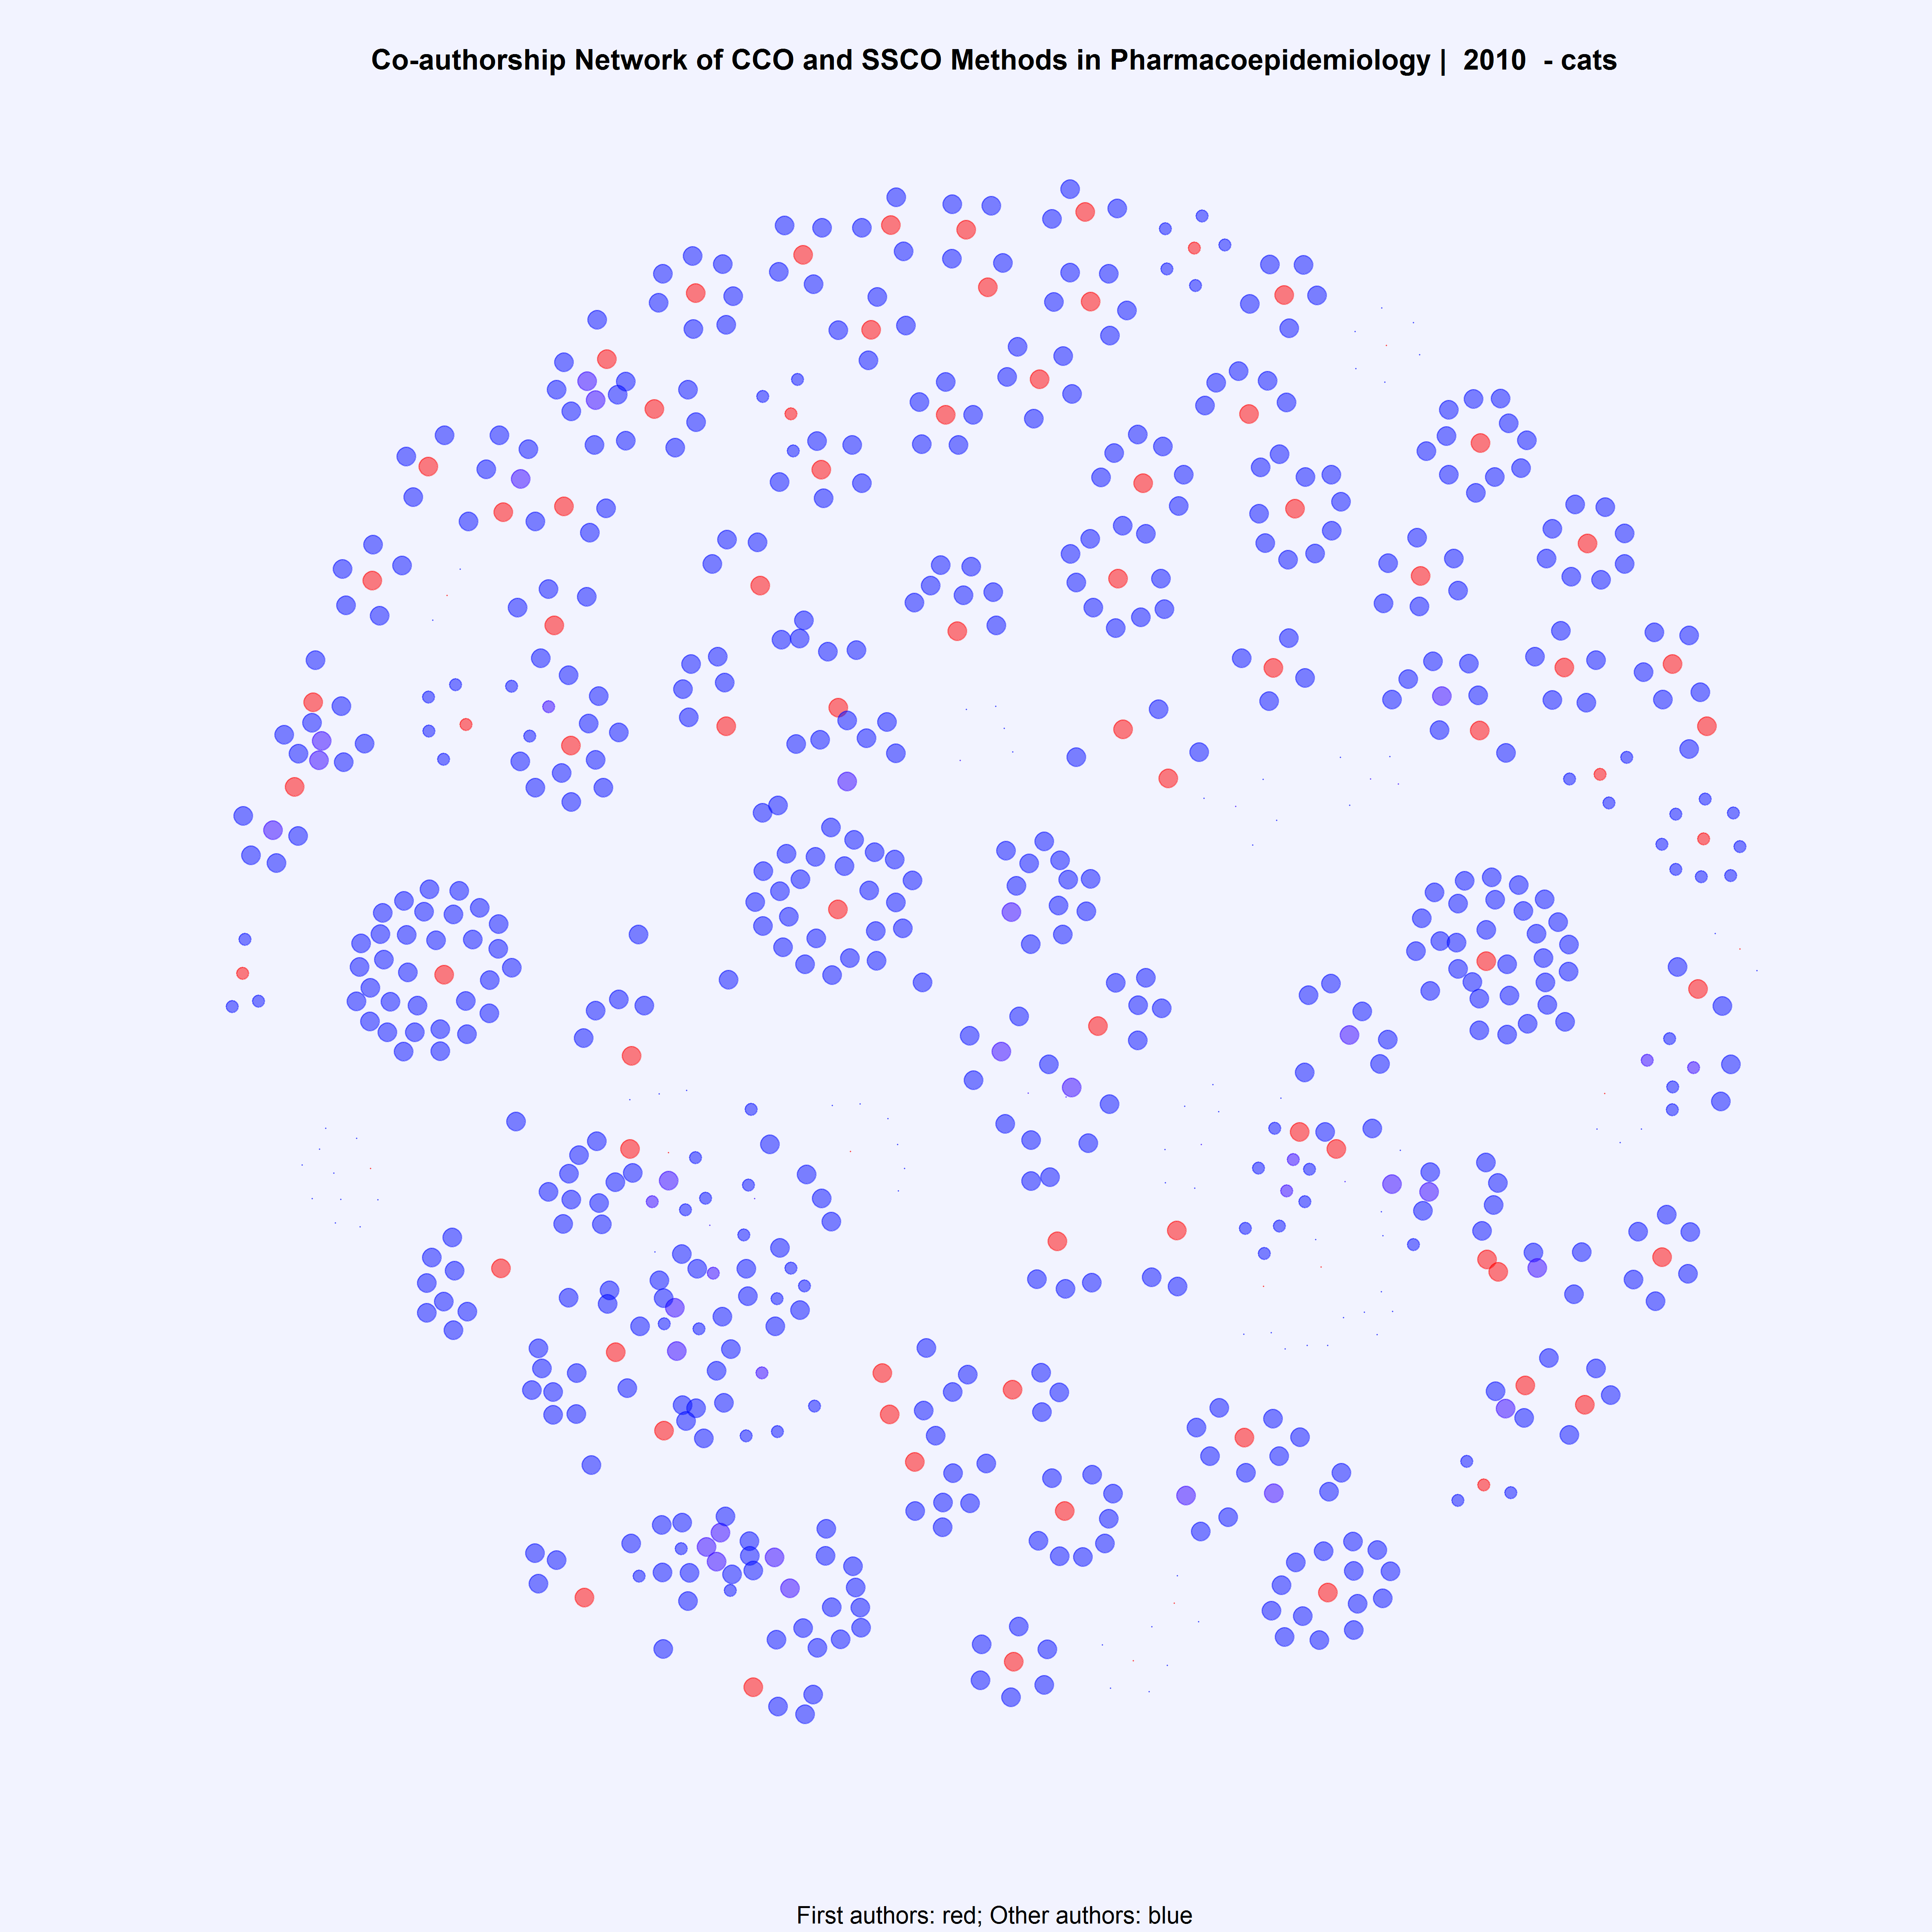 Co-authorship Network of CCO and SSCO Methods in Pharmacoepidemiology | 2010 - cats
First authors: red; Other authors: blue